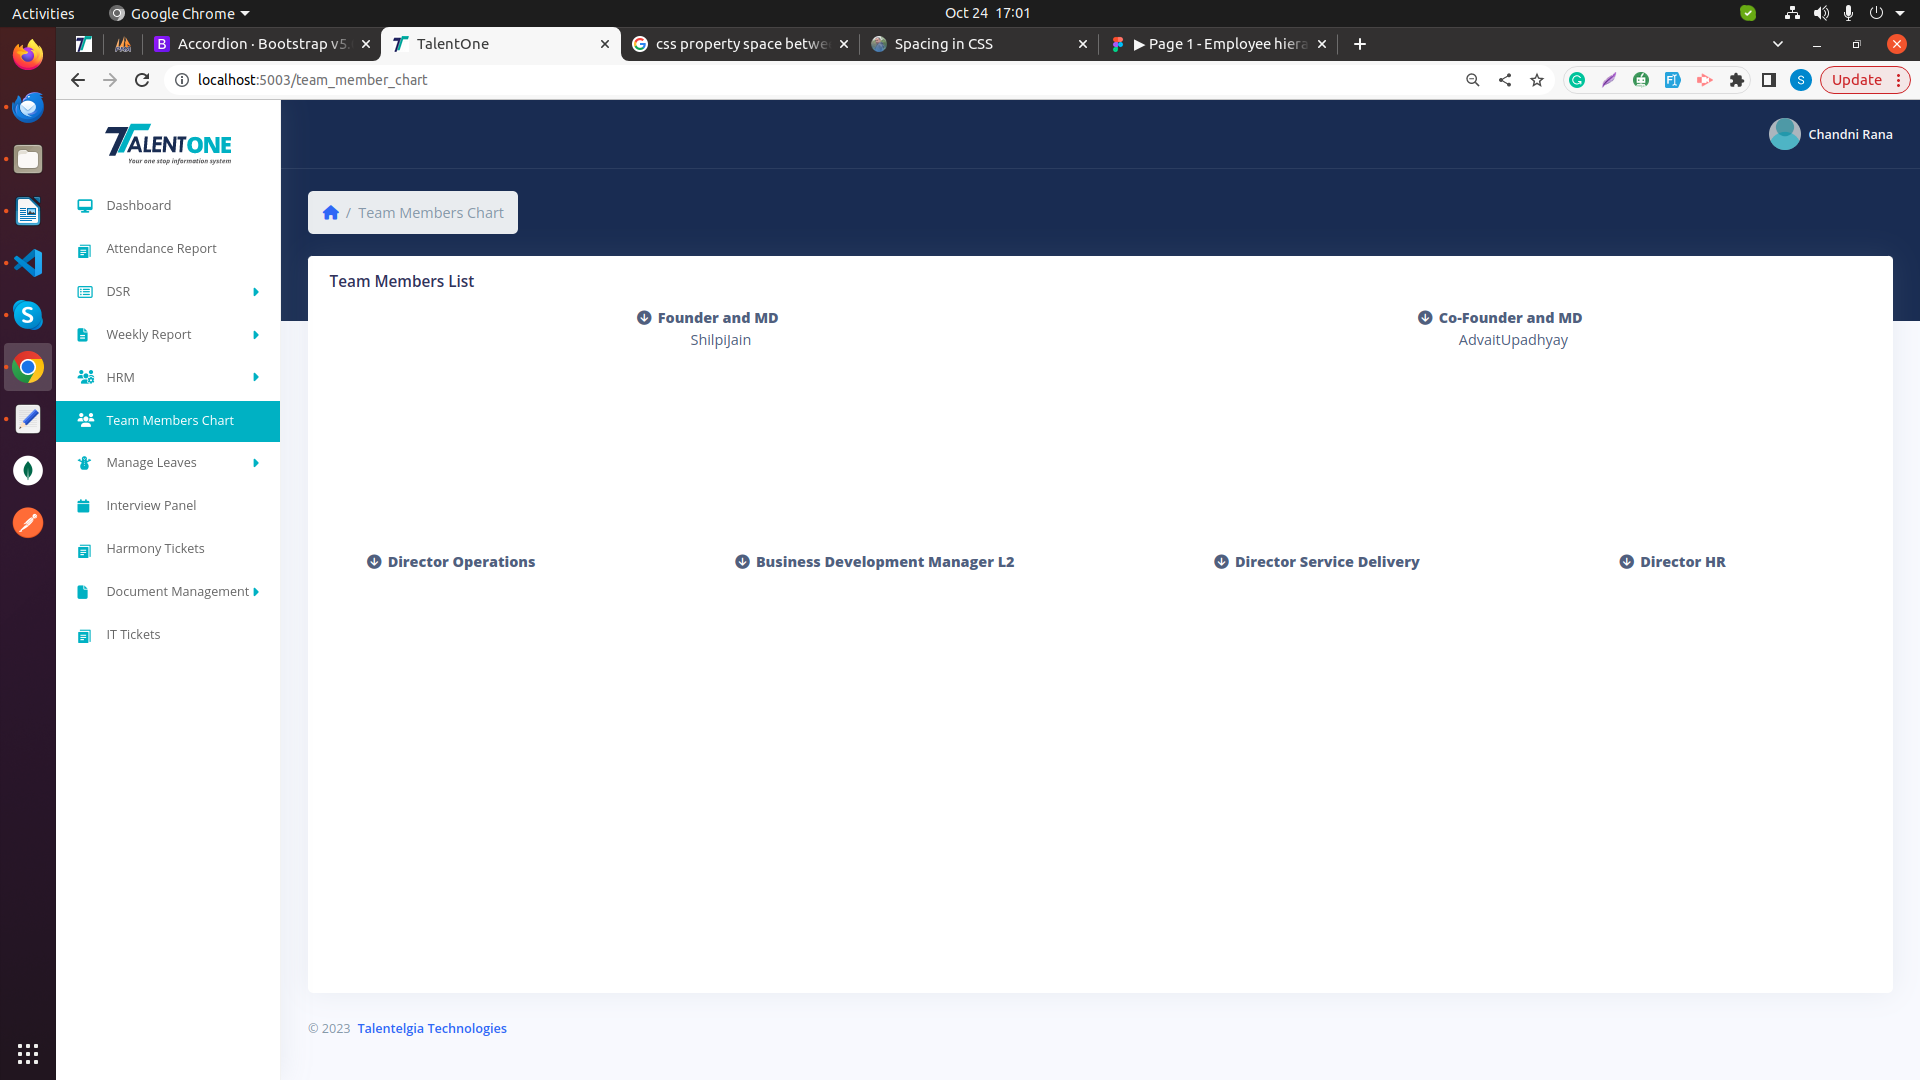 Activities
Google Chrome
Oct 24 17:01
Accordion · Bootstrap v5.
TalentOne
css property space betwe
Spacing in CSS
▶ Page 1 - Employee hiera
localhost:5003/team_member_chart
S
Update
TALENTONE
Your one stop information system
Chandni Rana
Dashboard
Attendance Report
DSR
Weekly Report
HRM
Team Members Chart
Manage Leaves
Interview Panel
Harmony Tickets
Document Management
IT Tickets
/ Team Members Chart
Team Members List
Founder and MD
ShilpiJain
Co-Founder and MD
AdvaitUpadhyay
Director Operations
Business Development Manager L2
Director Service Delivery
Director HR
© 2023 Talentelgia Technologies